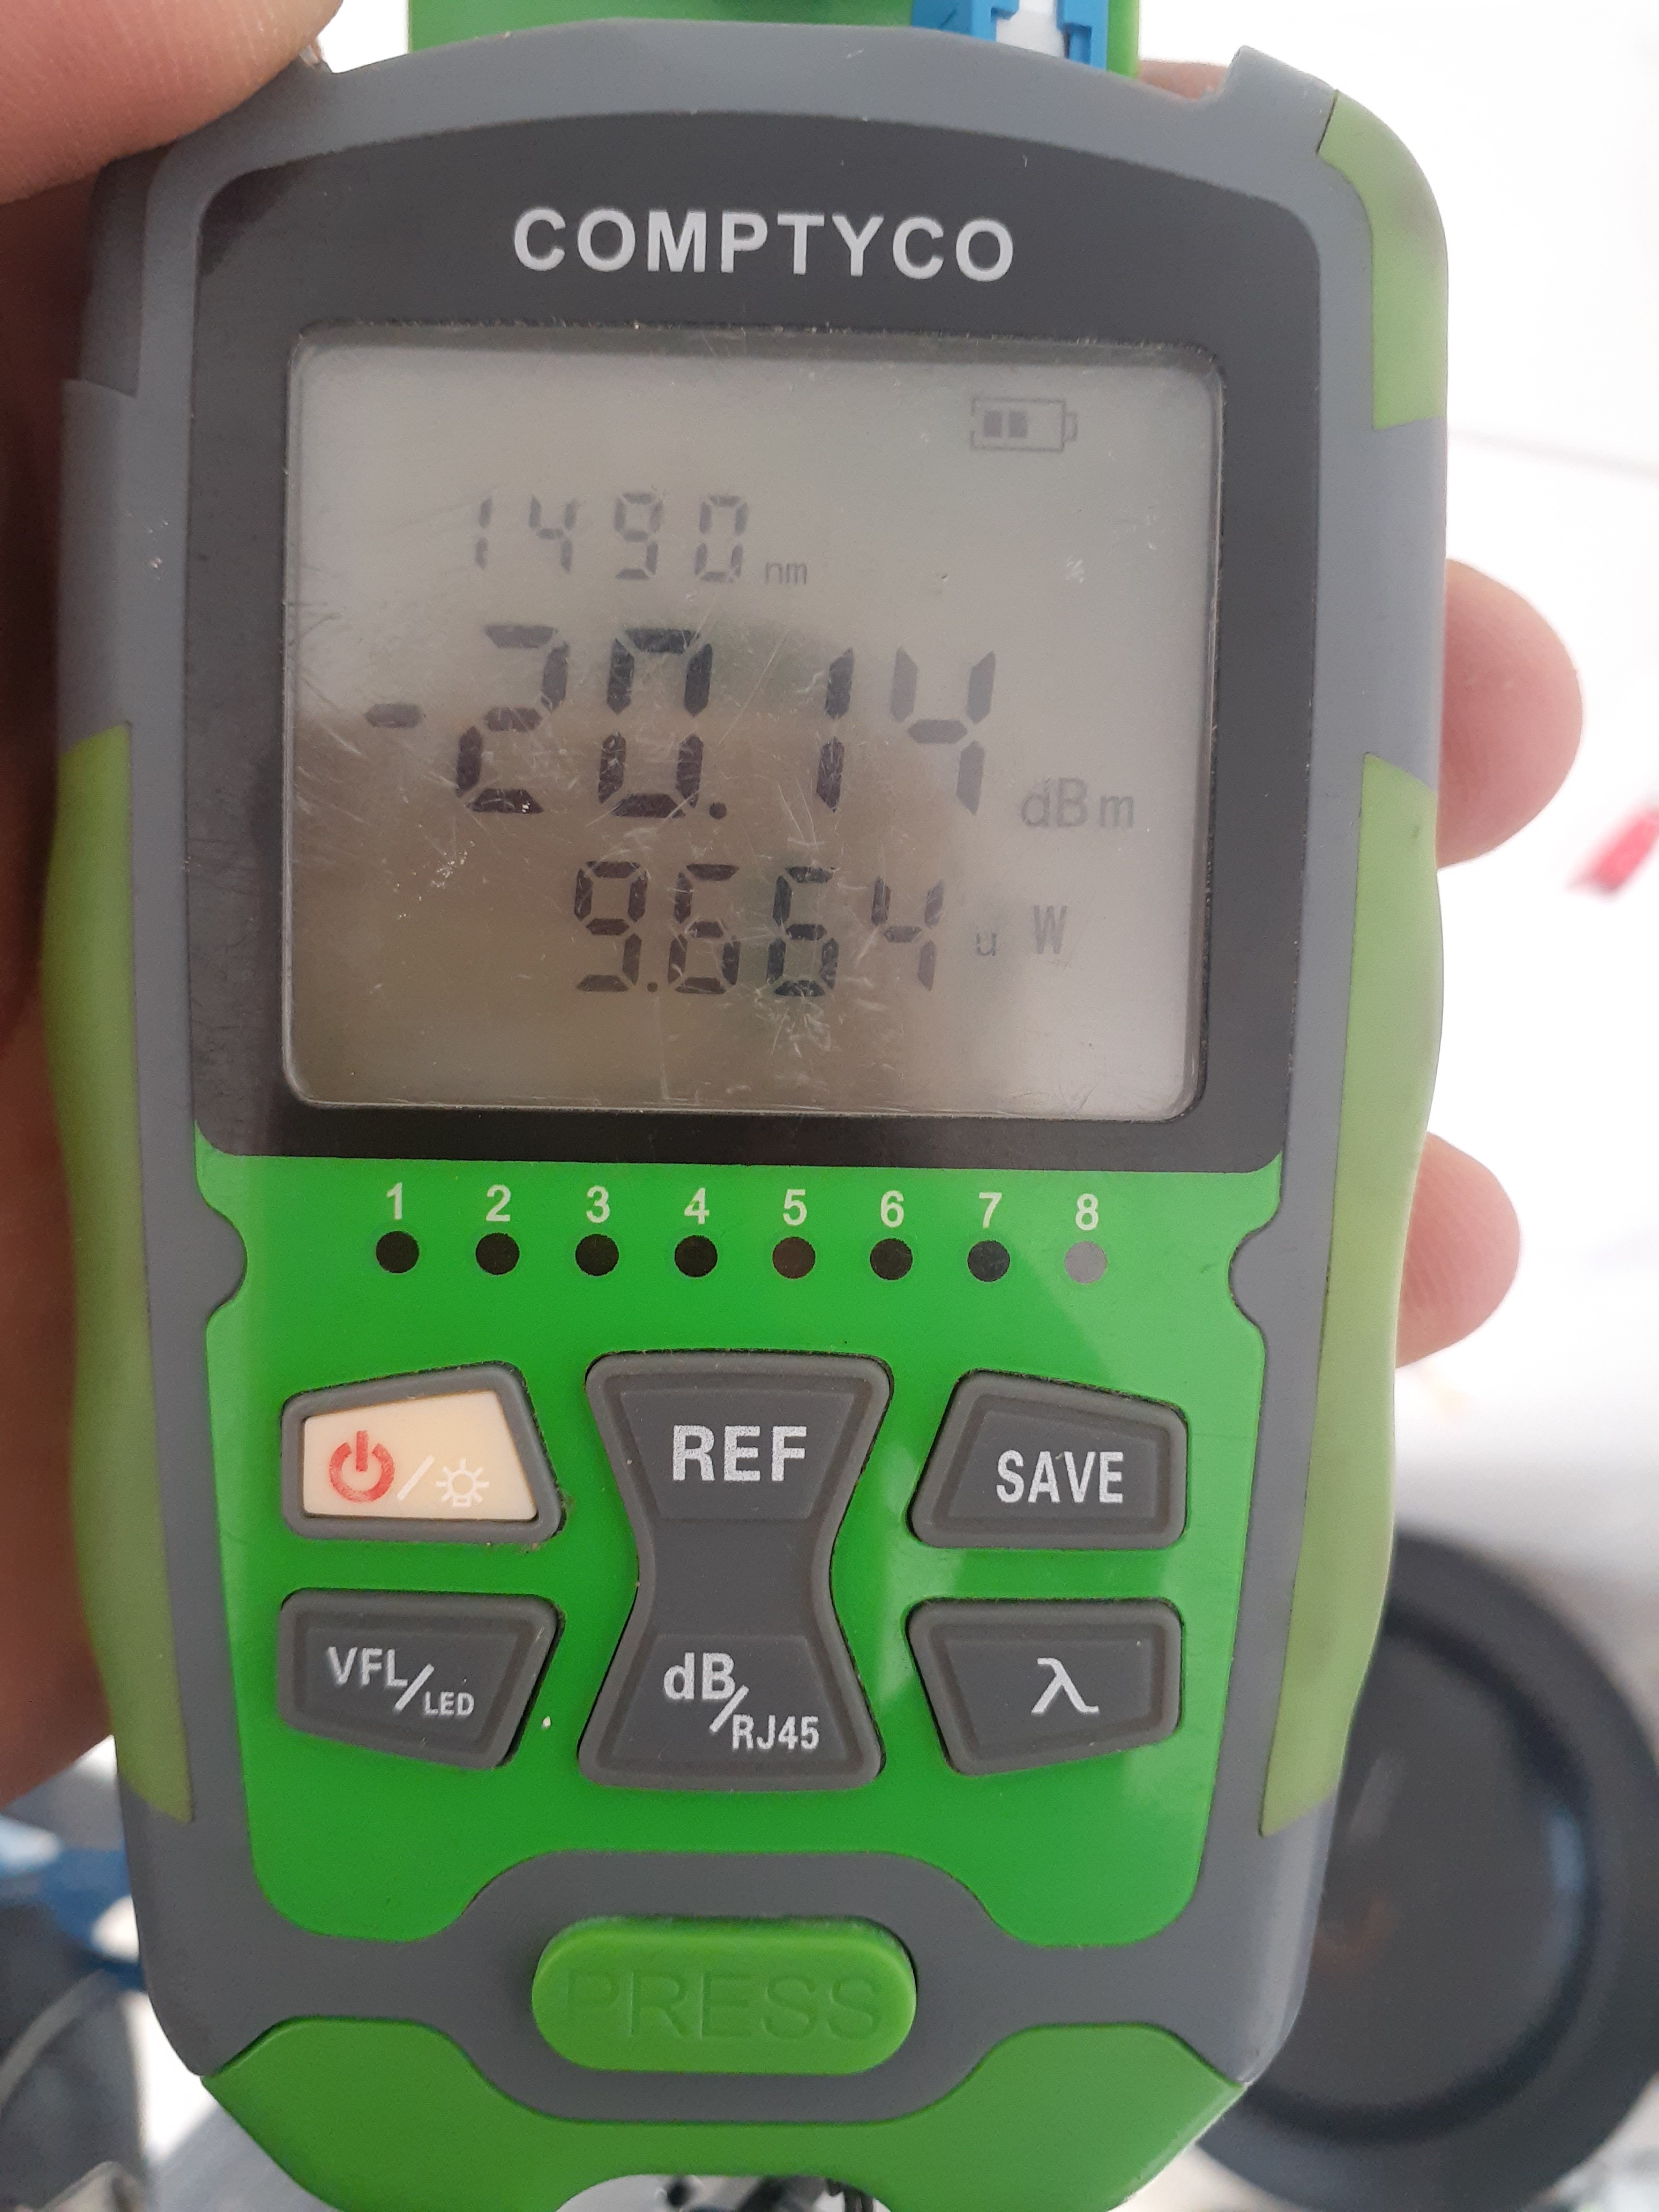 COMPTYCO
1490 nm
-20.14 dBm
9.664 u W
1 2 3 4 5 6 7 8
REF
SAVE
VFL/LED
dB/RJ45
λ
PRESS